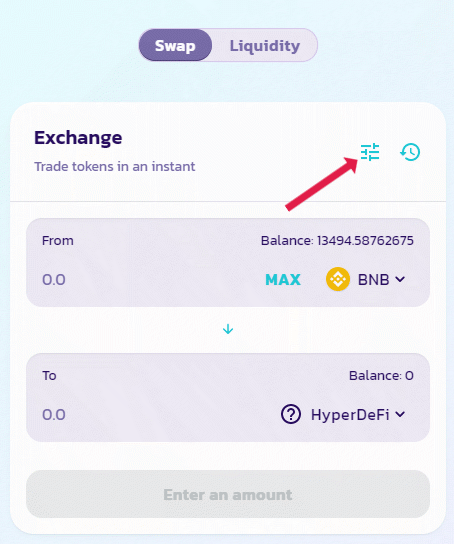 Swap Liquidity
Exchange
Trade tokens in an instant
From Balance: 13494.58762675
0.0 MAX BNB
To Balance: 0
0.0 HyperDeFi
Enter an amount